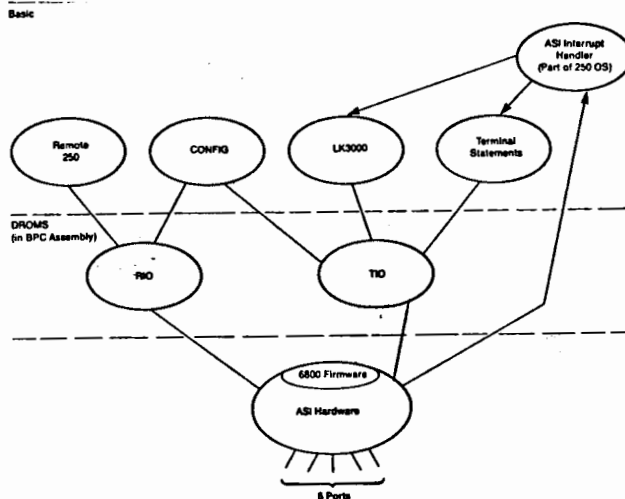 Basic
ASI Interrupt
Handler
(Part of 250 OS)
Remote
250
CONFIG
LK3000
Terminal
Statements
DROMS
(in BPC Assembly)
RIO
TIO
6800 Firmware
ASI Hardware
Ports